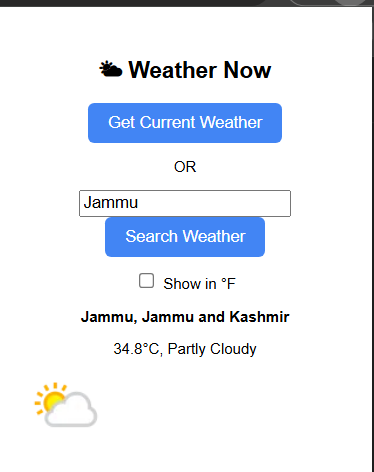 🌥 Weather Now
Get Current Weather
OR
Jammu
Search Weather
Show in °F
Jammu, Jammu and Kashmir
34.8°C, Partly Cloudy